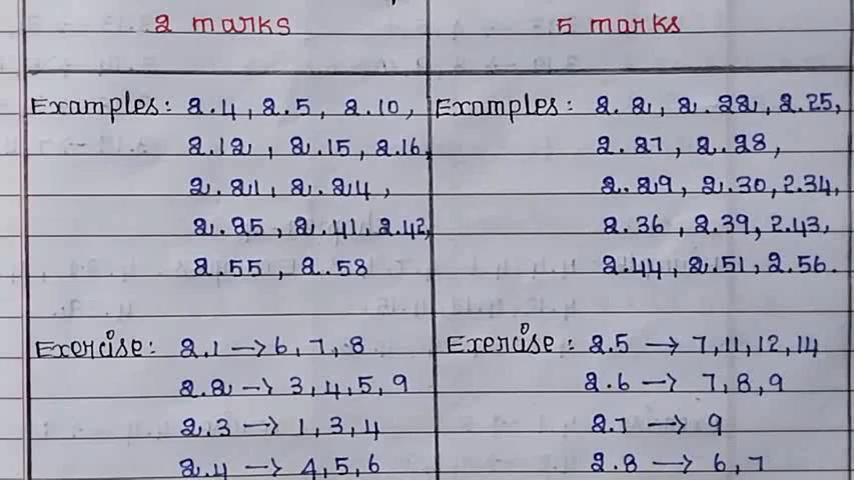 2 marks
5 marks
Examples: 2.4, 2.5, 2.10,
2.12, 2.15, 2.16,
2.21, 2.24,
2.25, 2.41, 2.42,
2.55, 2.58
Examples: 2.2, 2.22, 2.25,
2.27, 2.28,
2.29, 2.30, 2.34,
2.36, 2.39, 2.43,
2.44, 2.51, 2.56.
Exercise: 2.1 → 6, 7, 8
2.2 → 3, 4, 5, 9
2.3 → 1, 3, 4
2.4 → 4, 5, 6
Exercise: 2.5 → 7, 11, 12, 14
2.6 → 7, 8, 9
2.7 → 9
2.8 → 6, 7